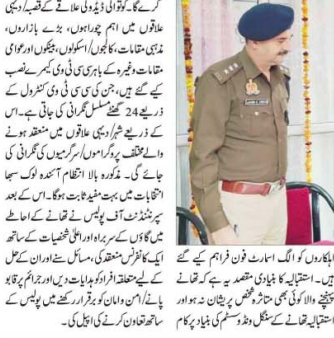 کرے گا۔ کوتوالی ڈیڈولی علاقے کے قصبہ/دیہی
علاقوں میں اہم چوراہوں، بڑے بازاروں،
مذہبی مقامات، کالجوں/اسکولوں، بینکوں اور عوامی
مقامات وغیرہ کے باہر سی سی ٹی وی کیمرے نصب
کیے گئے ہیں، جن کی سی سی ٹی وی کنٹرول کے
ذریعے 24 گھنٹے مسلسل نگرانی کی جاتی ہے۔ اس
کے ذریعے شہر/دیہی علاقوں میں منعقد ہونے
والے مختلف پروگراموں/سرگرمیوں کی نگرانی کی
جائے گی۔ مذکورہ بالا انتظام آئندہ لوک سبھا
انتخابات میں بہت مفید ثابت ہوگا۔ اس کے بعد
سپرنٹنڈنٹ آف پولیس نے تھانے کے احاطے
میں گاؤں کے سربراہ اور اعلیٰ شخصیات کے ساتھ
ایک کانفرنس منعقد کی، مسائل سنے اور ان کے حل
کے لیے متعلقہ افراد کو ہدایات دیں اور جرائم پر قابو
پانے/امن وامان کو برقرار رکھنے میں پولیس کے
ساتھ تعاون کرنے کی اپیل کی۔
اہلکاروں کو الگ اسمارٹ فون فراہم کیے گئے
ہیں۔ استقبالیہ کا بنیادی مقصد یہ ہے کہ تھانے
پہنچنے والا کوئی بھی متاثرہ شخص پریشان نہ ہو اور
استقبالیہ تھانے کے سنگل ونڈو سسٹم کی بنیاد پر کام